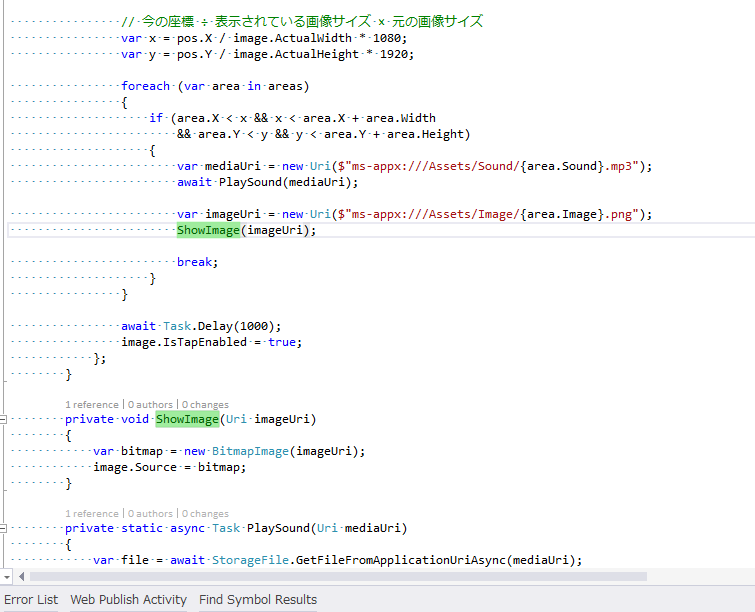 // 今の座標 ÷ 表示されている画像サイズ × 元の画像サイズ
var x = pos.X / image.ActualWidth * 1080;
var y = pos.Y / image.ActualHeight * 1920;
foreach (var area in areas)
{
if (area.X < x && x < area.X + area.Width
&& area.Y < y && y < area.Y + area.Height)
{
var mediaUri = new Uri($"ms-appx:///Assets/Sound/{area.Sound}.mp3");
await PlaySound(mediaUri);
var imageUri = new Uri($"ms-appx:///Assets/Image/{area.Image}.png");
ShowImage(imageUri);
break;
}
}
await Task.Delay(1000);
image.IsTapEnabled = true;
};
}
1 reference | 0 authors | 0 changes
private void ShowImage(Uri imageUri)
{
var bitmap = new BitmapImage(imageUri);
image.Source = bitmap;
}
1 reference | 0 authors | 0 changes
private static async Task PlaySound(Uri mediaUri)
{
var file = await StorageFile.GetFileFromApplicationUriAsync(mediaUri);
Error List Web Publish Activity Find Symbol Results